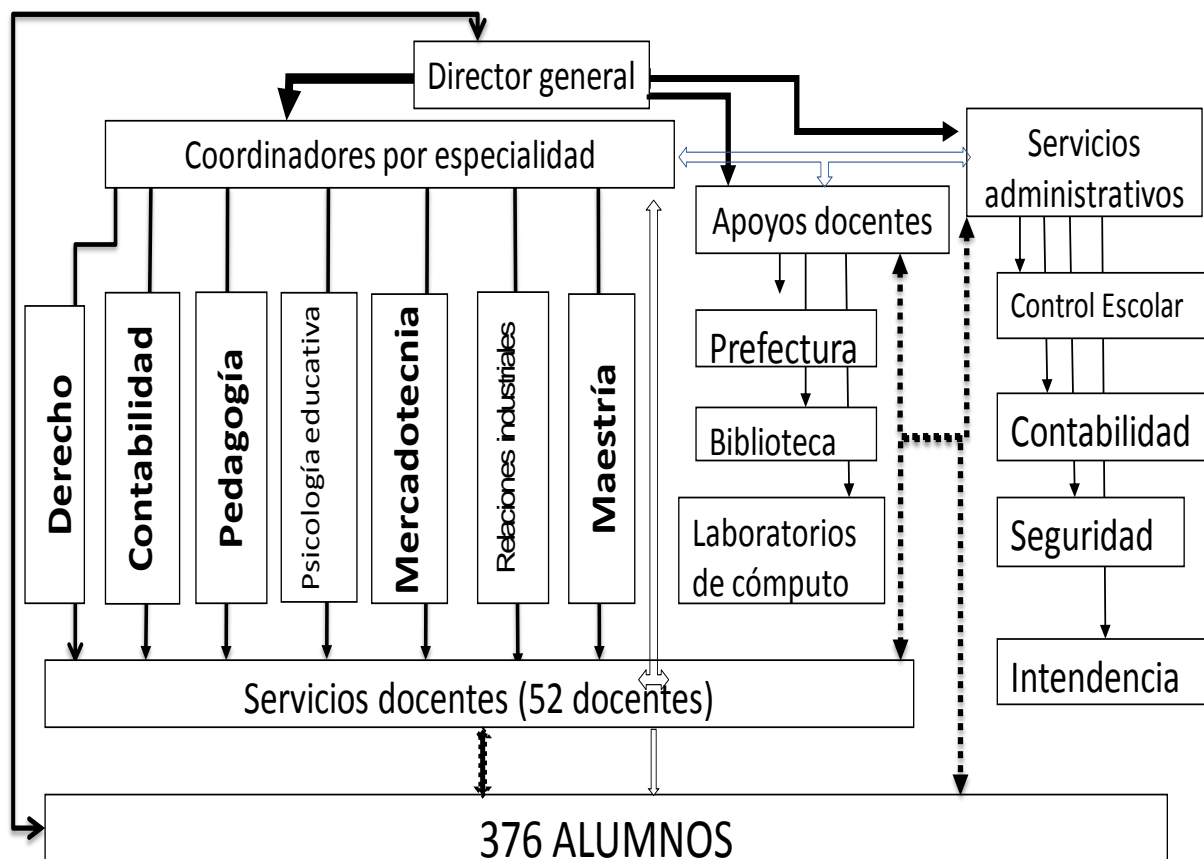 Director general
Coordinadores por especialidad
Servicios
administrativos
Apoyos docentes
Derecho
Contabilidad
Pedagogía
Psicología educativa
Mercadotecnia
Relaciones industriales
Maestría
Prefectura
Biblioteca
Laboratorios
de cómputo
Control Escolar
Contabilidad
Seguridad
Intendencia
Servicios docentes (52 docentes)
376 ALUMNOS